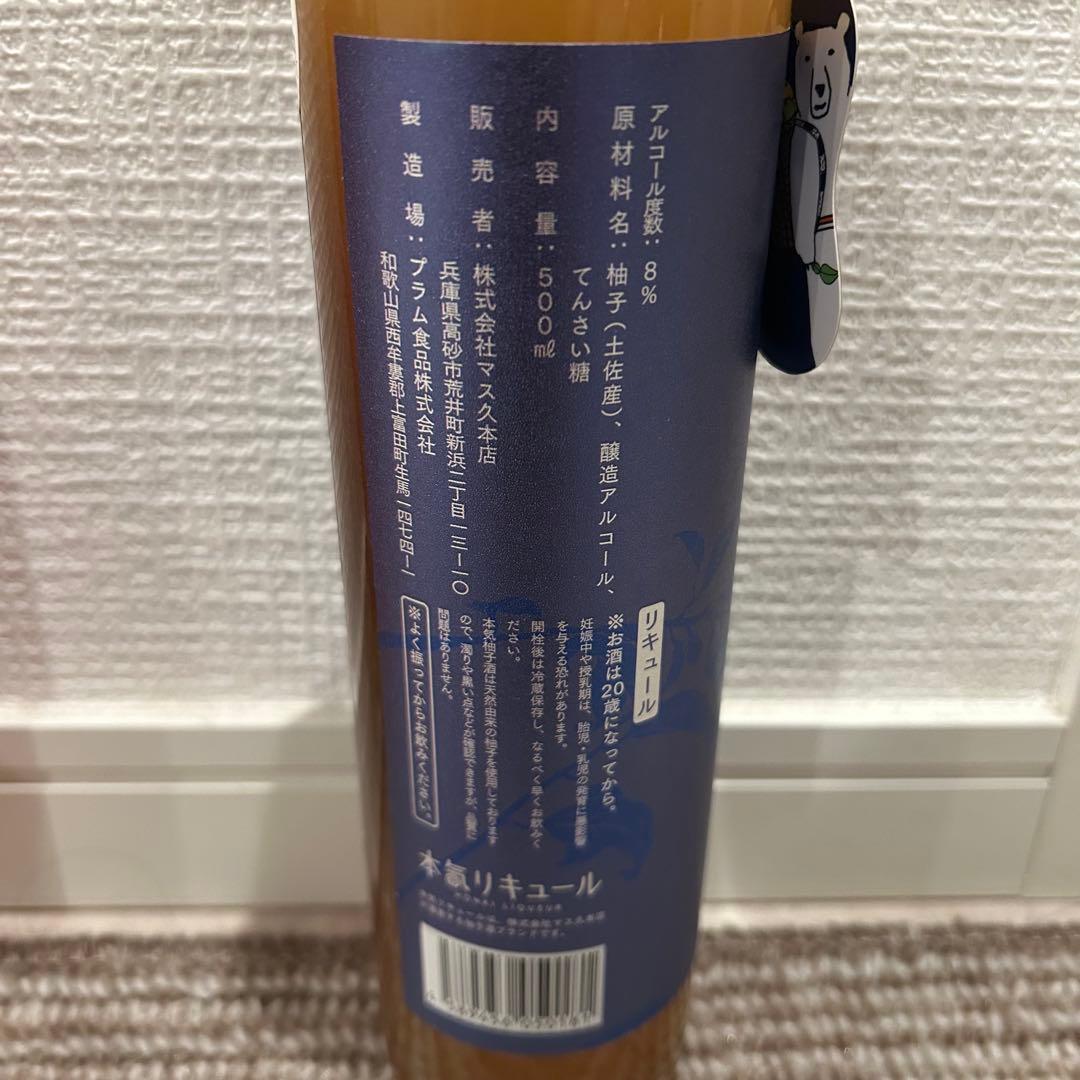 アルコール度数：8%
原材料名：柚子（土佐産）、醸造アルコール、
てんさい糖
内容量：500㎖
販売者：株式会社マス久本店
兵庫県高砂市荒井町新浜二丁目一三ー一〇
製造場：プラム食品株式会社
和歌山県西牟婁郡上富田町生馬一四七四ー一
リキュール
※お酒は20歳になってから。
妊娠中や授乳期は、胎児・乳児の発育に悪影響
を与える恐れがあります。
開栓後は冷蔵保存し、なるべく早くお飲みく
ださい。
本気柚子酒は天然由来の柚子を使用しております
ので、濁りや黒い点などが確認できますが、品質に
問題はありません。
※よく振ってからお飲みください。
本氣リキュール